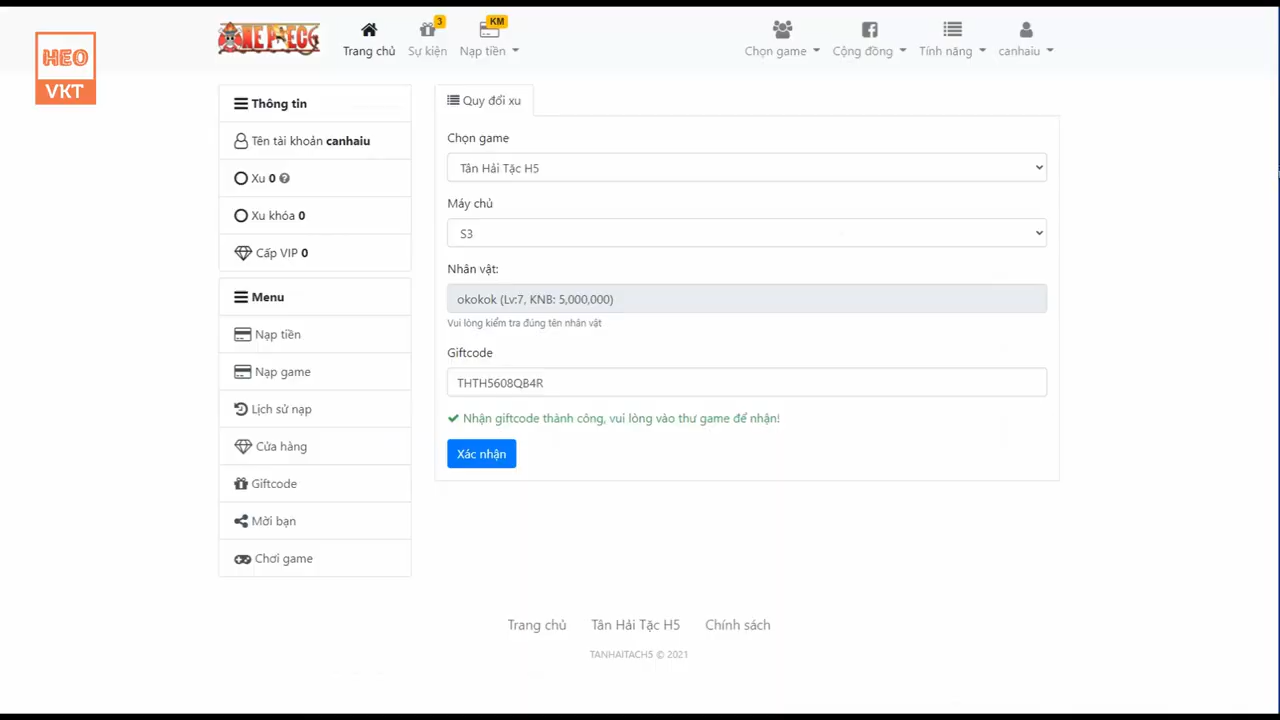 HEO
VKT
ONE PIECE
Trang chủ
Sự kiện
3
Nạp tiền
KM
Chọn game
Cộng đồng
Tính năng
canhaiu
Thông tin
Tên tài khoản canhaiu
Xu 0
Xu khóa 0
Cấp VIP 0
Menu
Nạp tiền
Nạp game
Lịch sử nạp
Cửa hàng
Giftcode
Mời bạn
Chơi game
Quy đổi xu
Chọn game
Tân Hải Tặc H5
Máy chủ
S3
Nhân vật:
okokok (Lv:7, KNB: 5,000,000)
Vui lòng kiểm tra đúng tên nhân vật
Giftcode
THTH5608QB4R
Nhận giftcode thành công, vui lòng vào thư game để nhận!
Xác nhận
Trang chủ
Tân Hải Tặc H5
Chính sách
TANHAITACH5 © 2021